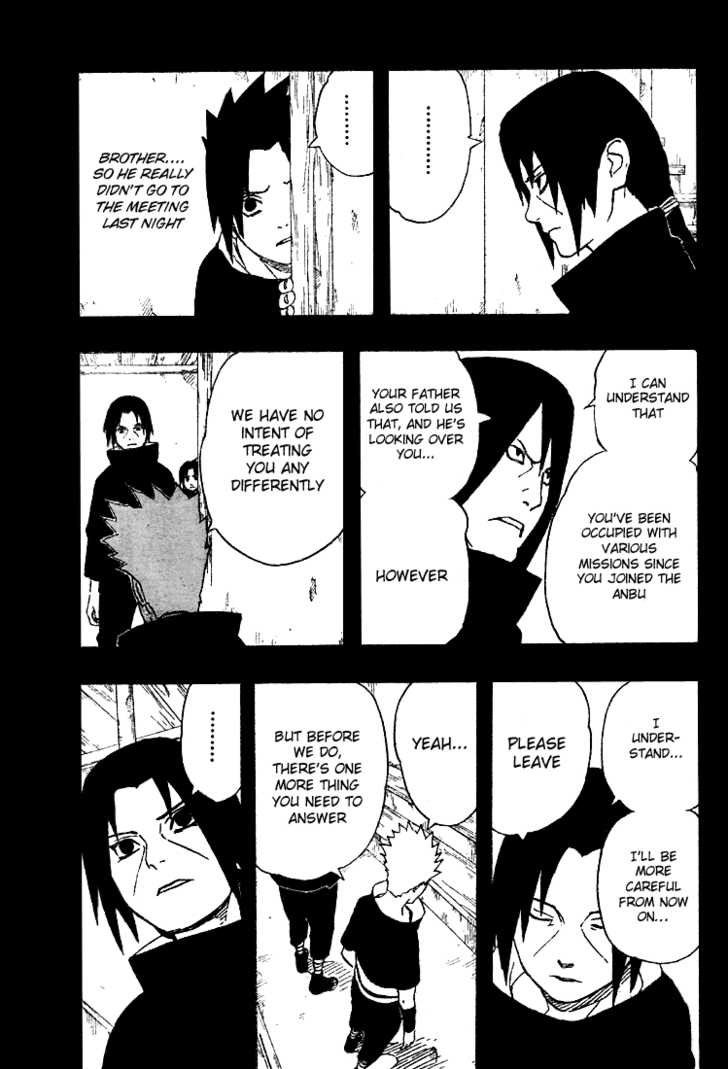 ..........
..........
BROTHER....
SO HE REALLY
DIDN'T GO TO
THE MEETING
LAST NIGHT
I CAN
UNDERSTAND
THAT
YOU'VE BEEN
OCCUPIED WITH
VARIOUS
MISSIONS SINCE
YOU JOINED THE
ANBU
YOUR FATHER
ALSO TOLD US
THAT, AND HE'S
LOOKING OVER
YOU...
HOWEVER
WE HAVE NO
INTENT OF
TREATING
YOU ANY
DIFFERENTLY
I
UNDER-
STAND...
I'LL BE
MORE
CAREFUL
FROM NOW
ON...
PLEASE
LEAVE
YEAH...
BUT BEFORE
WE DO,
THERE'S ONE
MORE THING
YOU NEED TO
ANSWER
..........